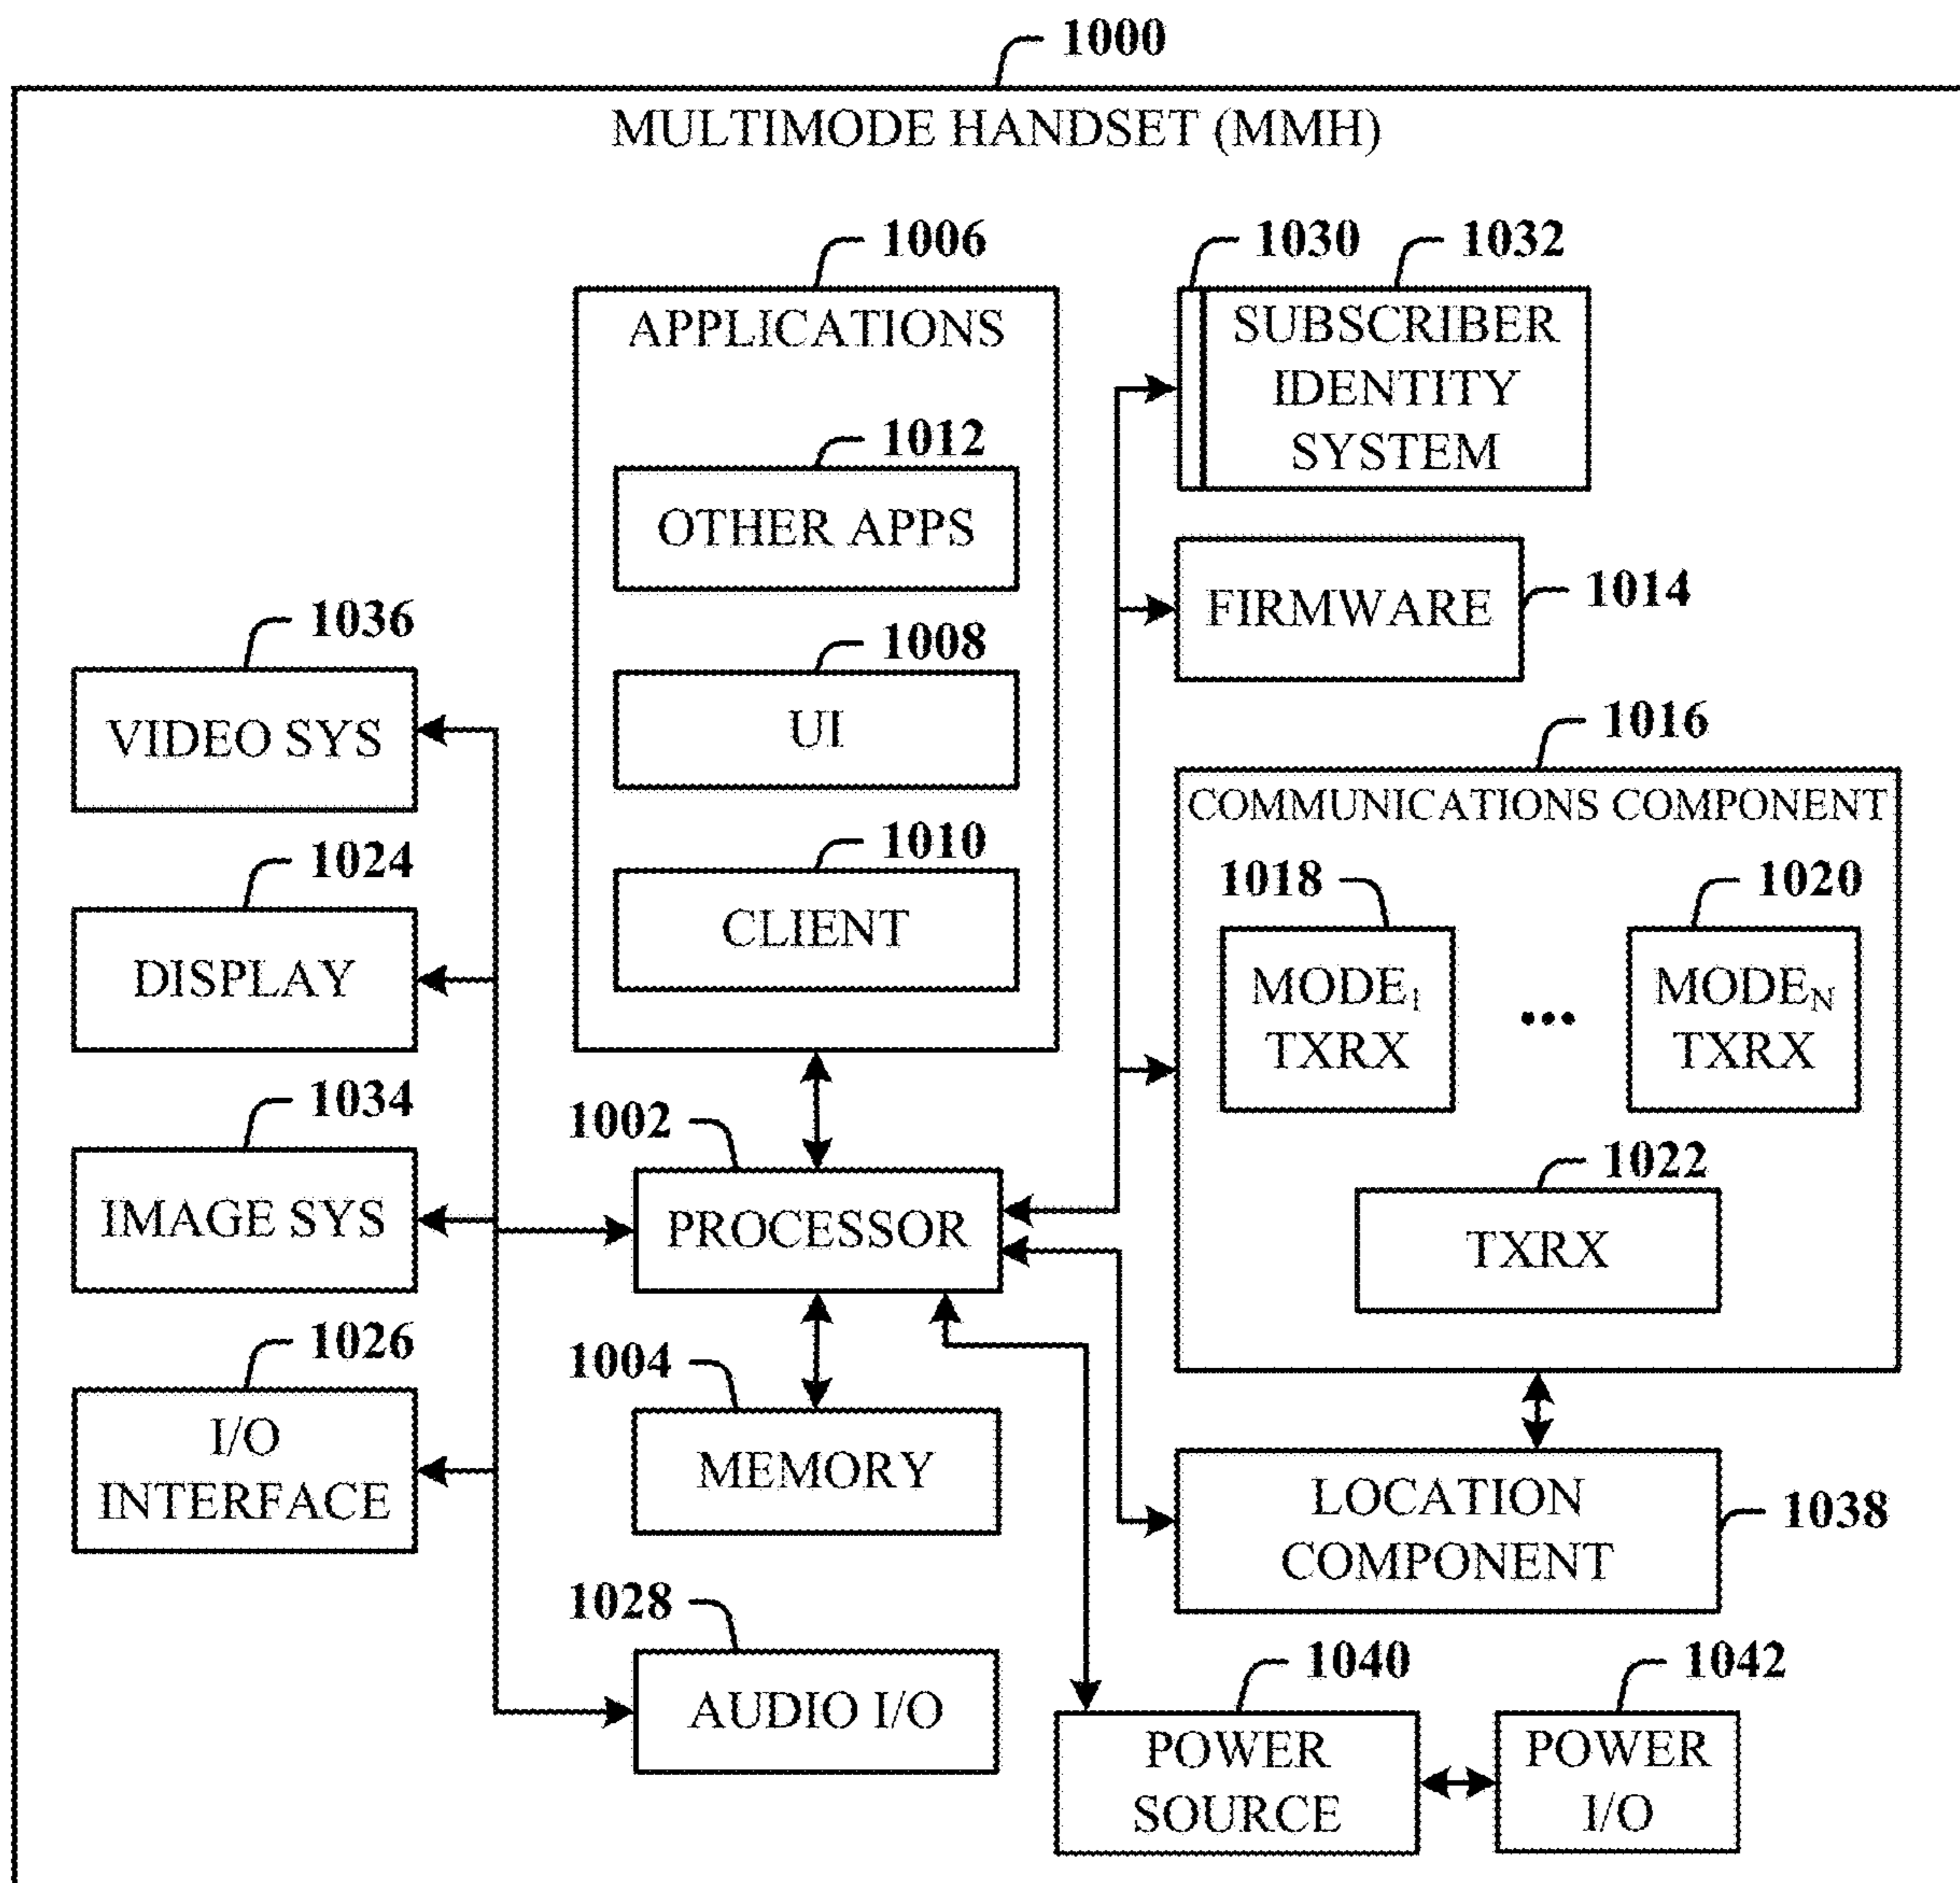 1000
MULTIMODE HANDSET (MMH)
1006
APPLICATIONS
1012
OTHER APPS
1008
UI
1010
CLIENT
1030
1032
SUBSCRIBER
IDENTITY
SYSTEM
FIRMWARE
1014
1036
VIDEO SYS
1024
DISPLAY
1034
IMAGE SYS
1026
I/O
INTERFACE
1016
COMMUNICATIONS COMPONENT
1018
MODE₁
TXRX
...
1020
MODE_N
TXRX
1022
TXRX
1002
PROCESSOR
1004
MEMORY
LOCATION
COMPONENT
1038
1028
AUDIO I/O
1040
POWER
SOURCE
1042
POWER
I/O